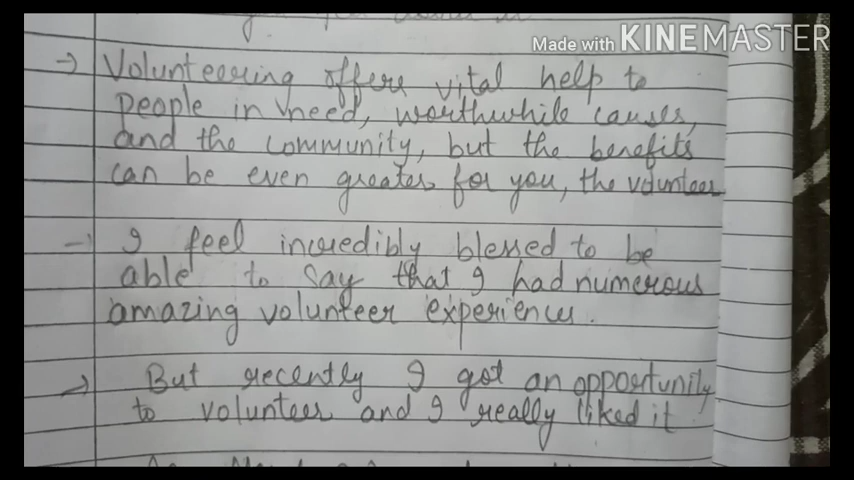 Made with KINEMASTER
→ Volunteering offers vital help to
people in need, worthwhile causes,
and the community, but the benefits
can be even greater for you, the volunteer
→ I feel incredibly blessed to be
able to say that I had numerous
amazing volunteer experiences.
→ But recently I got an opportunity
to volunteer and I really liked it